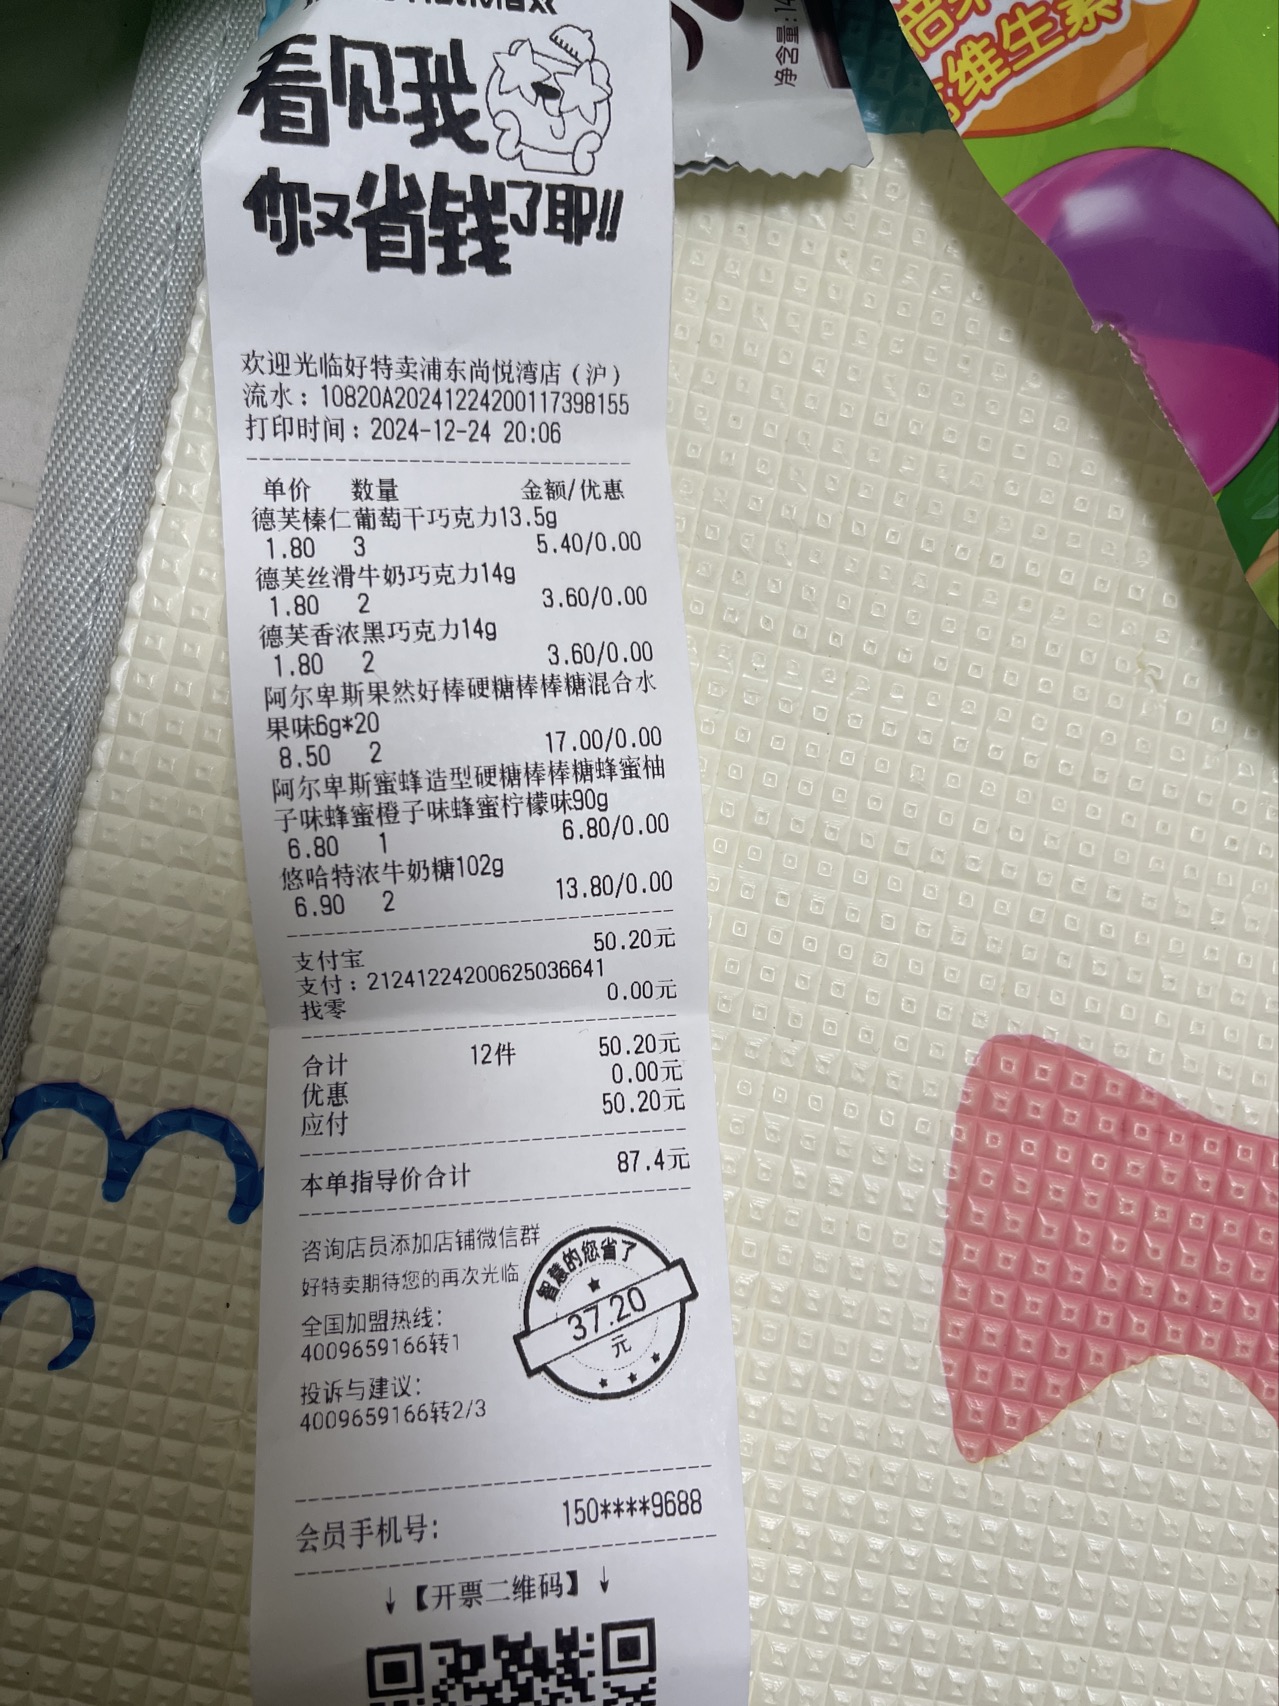 HotMaxx
净含量:14
维生素
看见我
你又省钱了耶!!
欢迎光临好特卖浦东尚悦湾店（沪）
流水：10820A20241224200117398155
打印时间：2024-12-24 20:06
单价 数量 金额/优惠
德芙榛仁葡萄干巧克力13.5g
1.80 3 5.40/0.00
德芙丝滑牛奶巧克力14g
1.80 2 3.60/0.00
德芙香浓黑巧克力14g
1.80 2 3.60/0.00
阿尔卑斯果然好棒硬糖棒棒糖混合水
果味6g*20
8.50 2 17.00/0.00
阿尔卑斯蜜蜂造型硬糖棒棒糖蜂蜜柚
子味蜂蜜橙子味蜂蜜柠檬味90g
6.80 1 6.80/0.00
悠哈特浓牛奶糖102g
6.90 2 13.80/0.00
支付宝 50.20元
支付：21241224200625036641
找零 0.00元
合计 12件 50.20元
优惠 0.00元
应付 50.20元
本单指导价合计 87.4元
咨询店员添加店铺微信群
好特卖期待您的再次光临
全国加盟热线：
4009659166转1
投诉与建议：
4009659166转2/3
智慧的您省了
37.20
元
会员手机号： 150****9688
↓【开票二维码】↓